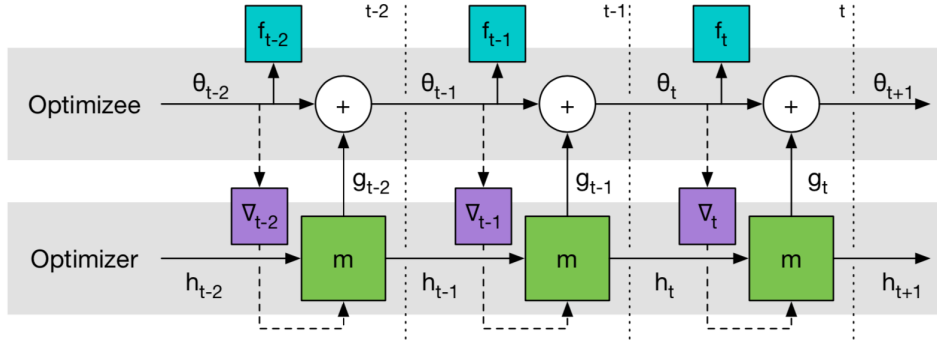 t-2 t-1 t
f_{t-2} f_{t-1} f_t
Optimizee θ_{t-2} + θ_{t-1} + θ_t + θ_{t+1}
g_{t-2} g_{t-1} g_t
∇_{t-2} ∇_{t-1} ∇_t
Optimizer m m m
h_{t-2} h_{t-1} h_t h_{t+1}